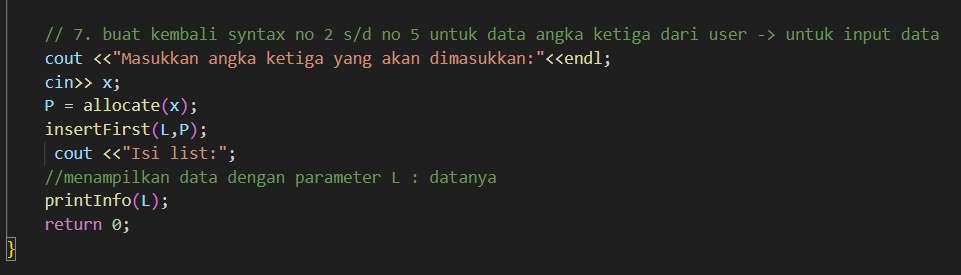 // 7. buat kembali syntax no 2 s/d no 5 untuk data angka ketiga dari user -> untuk input data
cout <<"Masukkan angka ketiga yang akan dimasukkan:"<<endl;
cin>> x;
P = allocate(x);
insertFirst(L,P);
cout <<"Isi list:";
//menampilkan data dengan parameter L : datanya
printInfo(L);
return 0;
}